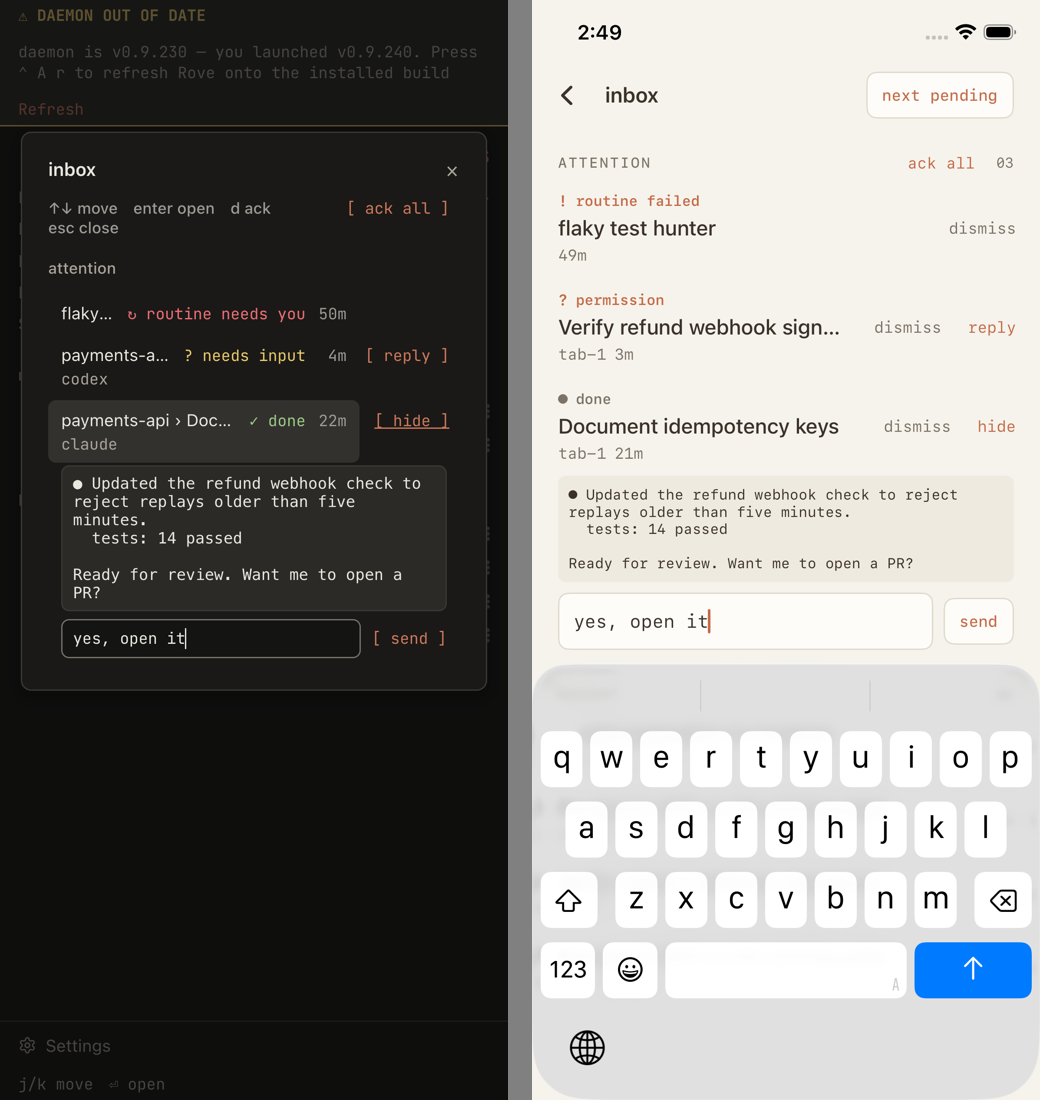 ⚠ DAEMON OUT OF DATE
daemon is v0.9.230 — you launched v0.9.240. Press
^ A r to refresh Rove onto the installed build
Refresh
inbox ×
↑↓ move enter open d ack [ ack all ]
esc close
attention
flaky... ↻ routine needs you 50m
payments-a... ? needs input 4m [ reply ]
codex
payments-api › Doc... ✓ done 22m [ hide ]
claude
● Updated the refund webhook check to
reject replays older than five
minutes.
tests: 14 passed
Ready for review. Want me to open a
PR?
yes, open it [ send ]
Settings
j/k move ⏎ open
2:49
inbox next pending
ATTENTION ack all 03
! routine failed
flaky test hunter dismiss
49m
? permission
Verify refund webhook sign... dismiss reply
tab-1 3m
● done
Document idempotency keys dismiss hide
tab-1 21m
● Updated the refund webhook check to reject
replays older than five minutes.
tests: 14 passed
Ready for review. Want me to open a PR?
yes, open it send
q w e r t y u i o p
a s d f g h j k l
z x c v b n m
123 A